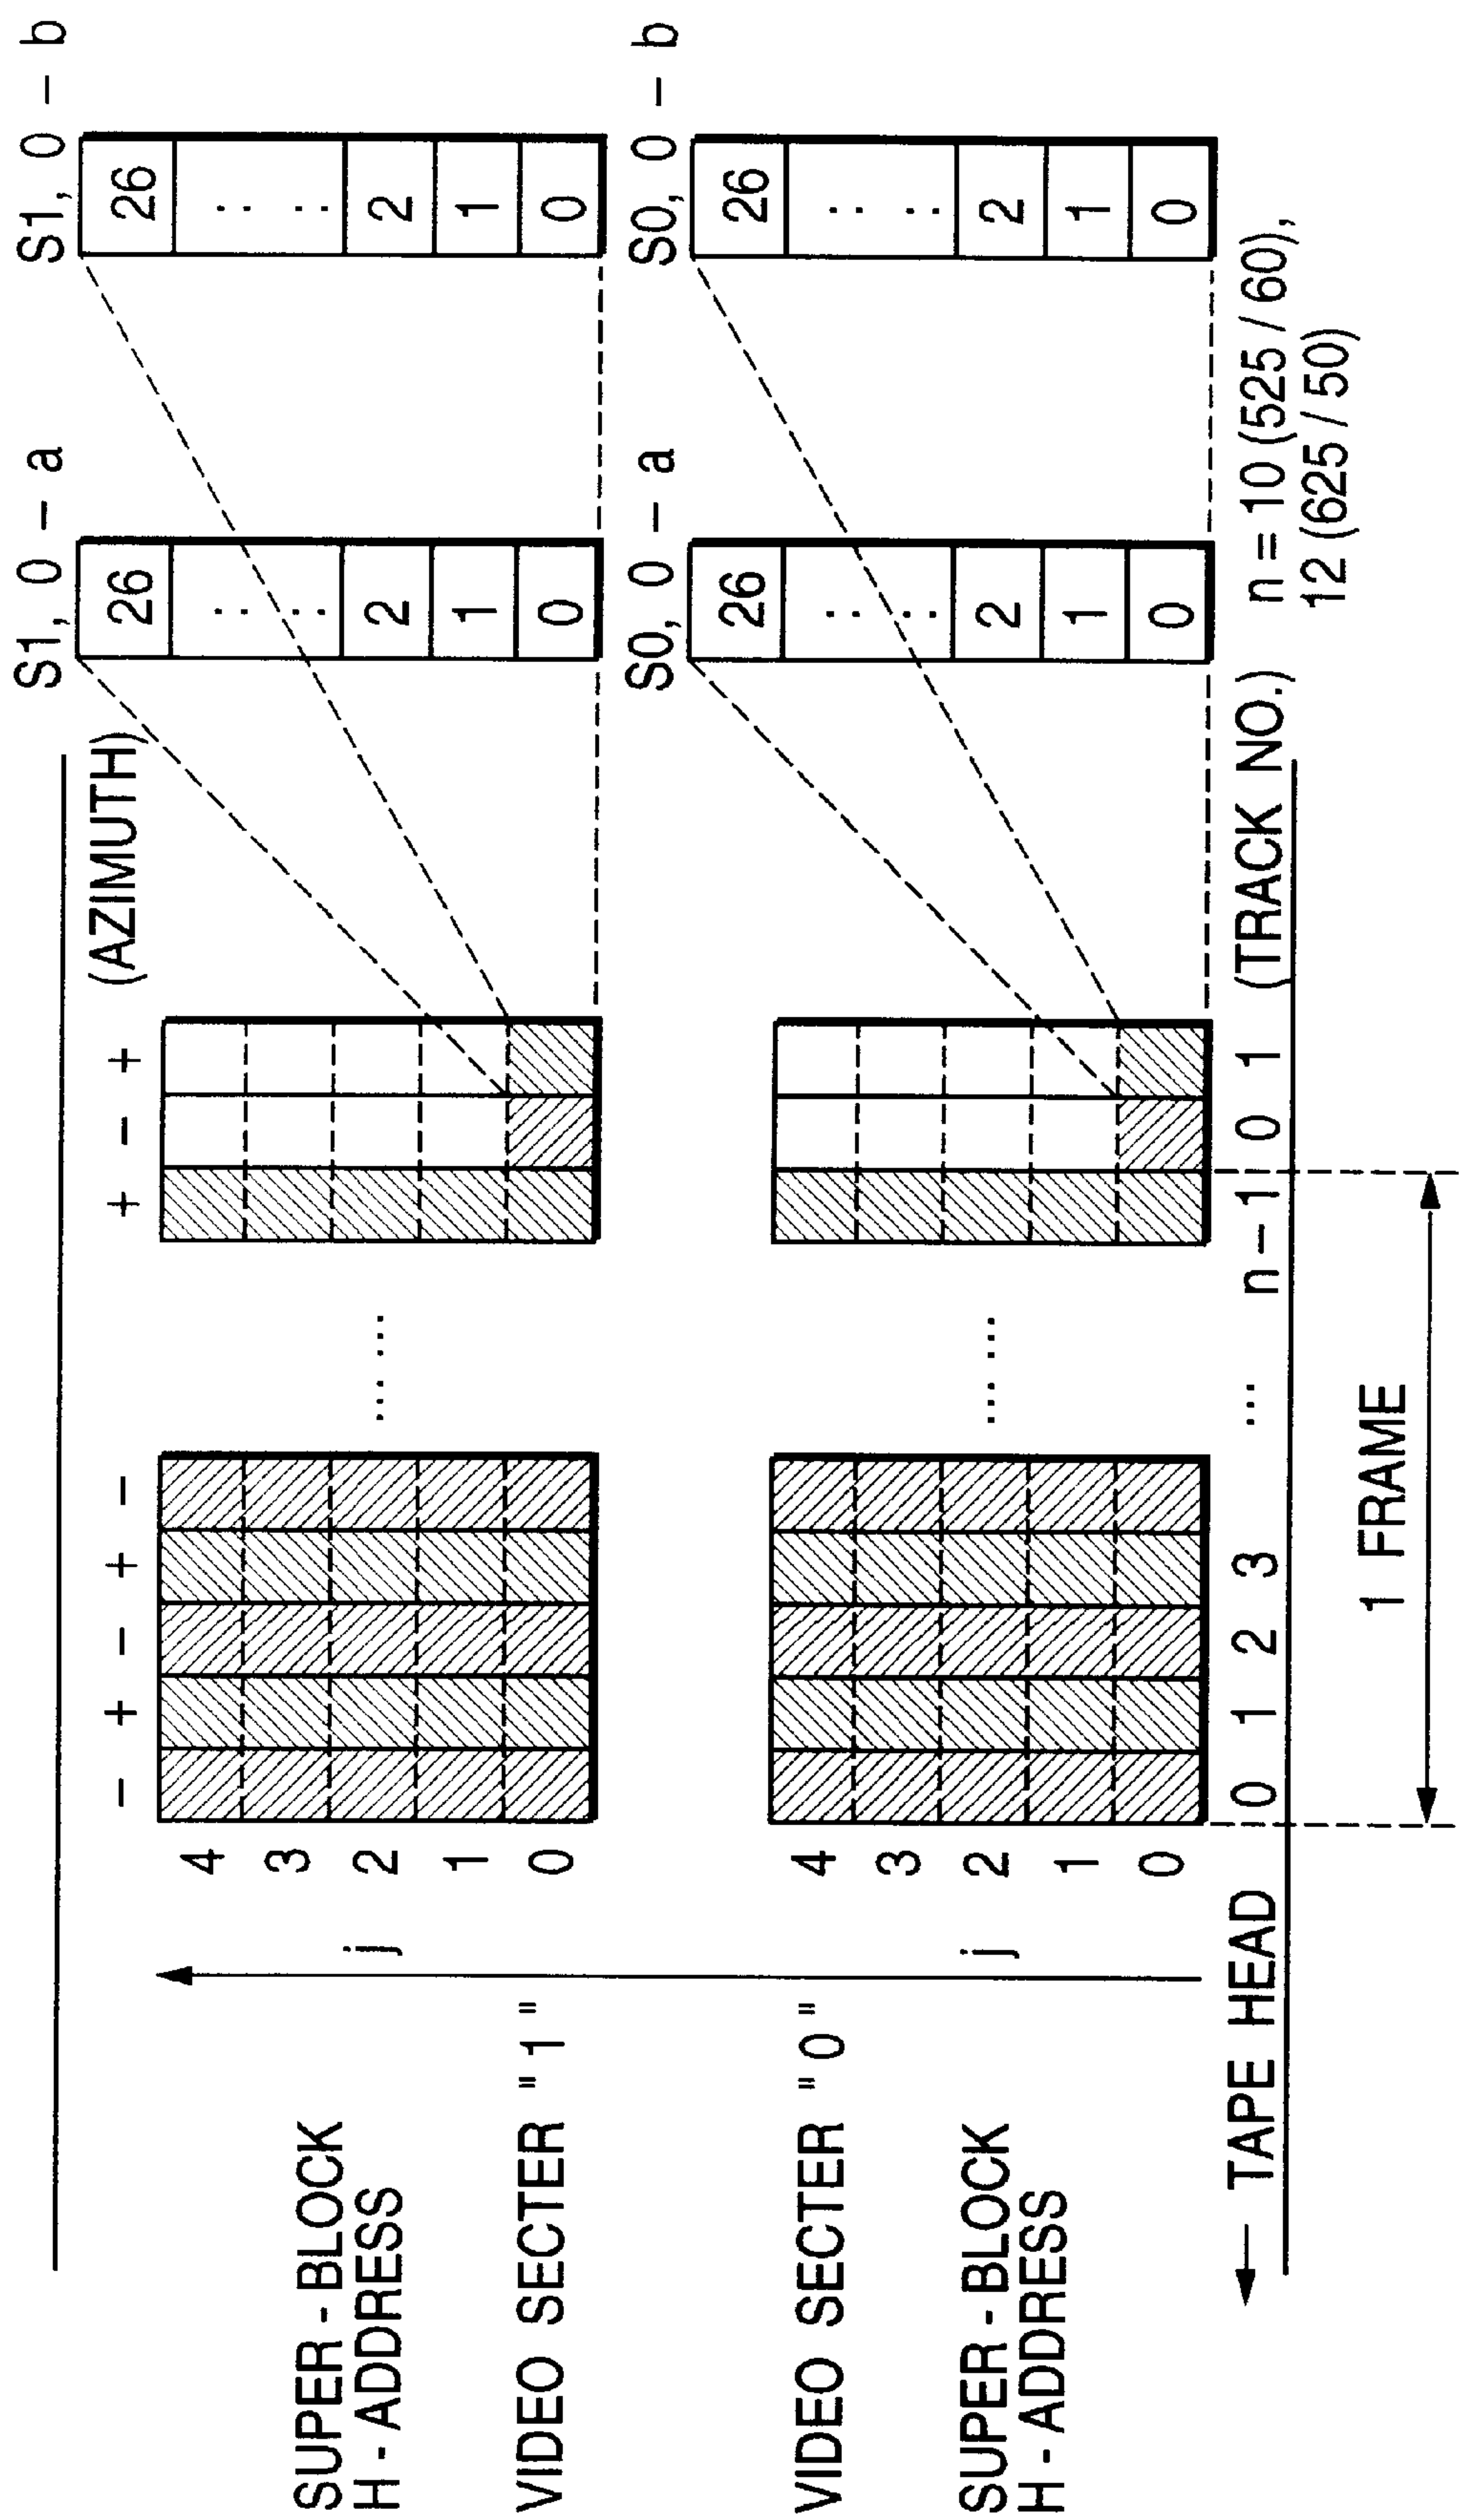 S1, 0 - a
S1, 0 - b
- + - + - + - + (AZIMUTH)
26
26
4
3
2
1
0
j
SUPER - BLOCK
H - ADDRESS
2
1
0
2
1
0
VIDEO SECTER "1"
S0, 0 - a
S0, 0 - b
VIDEO SECTER "0"
26
26
4
3
2
1
0
j
SUPER - BLOCK
H - ADDRESS
2
1
0
2
1
0
TAPE HEAD
0 1 2 3 ... n-1 0 1 (TRACK NO.)
n = 10 (525 / 60),
12 (625 / 50)
1 FRAME